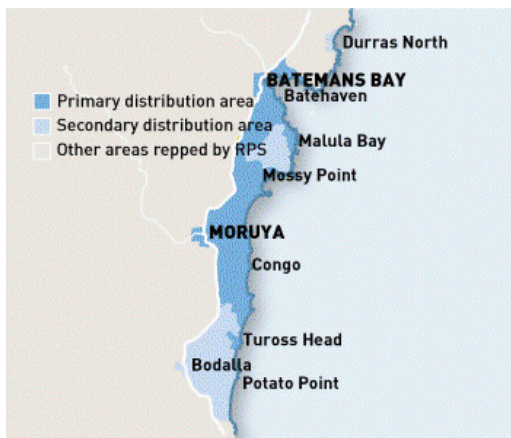 Durras North
BATEMANS BAY
Batehaven
Primary distribution area
Secondary distribution area
Other areas repped by RPS
Malula Bay
Mossy Point
MORUYA
Congo
Tuross Head
Bodalla
Potato Point